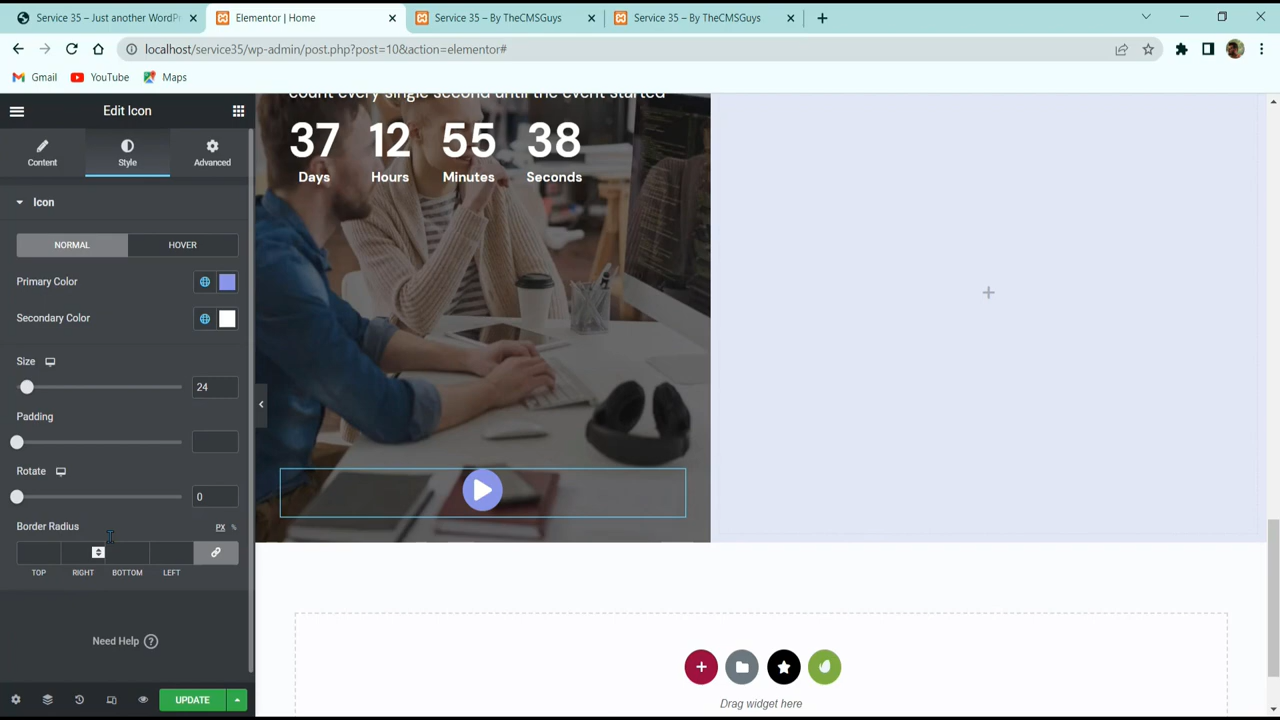 Service 35 – Just another WordPr
Elementor | Home
Service 35 – By TheCMSGuys
Service 35 – By TheCMSGuys
localhost/service35/wp-admin/post.php?post=10&action=elementor#
Gmail
YouTube
Maps
Edit Icon
Content
Style
Advanced
Icon
NORMAL
HOVER
Primary Color
Secondary Color
Size
24
Padding
Rotate
0
Border Radius
PX
%
TOP
RIGHT
BOTTOM
LEFT
Need Help
UPDATE
count every single second until the event started
37 12 55 38
Days Hours Minutes Seconds
Drag widget here